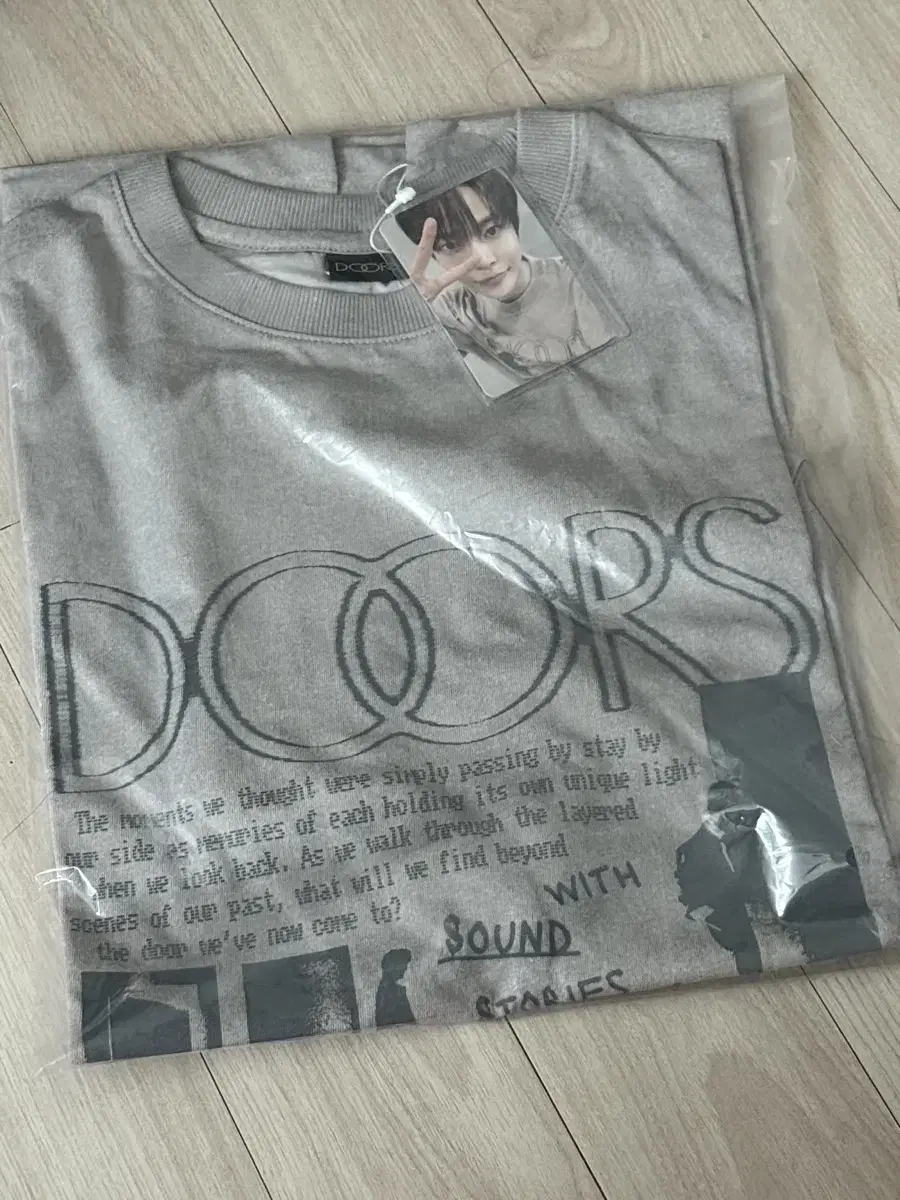 DOORS
DOORS
The moments we thought were simply passing by stay by
our side as memories of each holding its own unique light
when we look back. As we walk through the layered
scenes of our past, what will we find beyond
the door we've now come to?
WITH
SOUND
STORIES